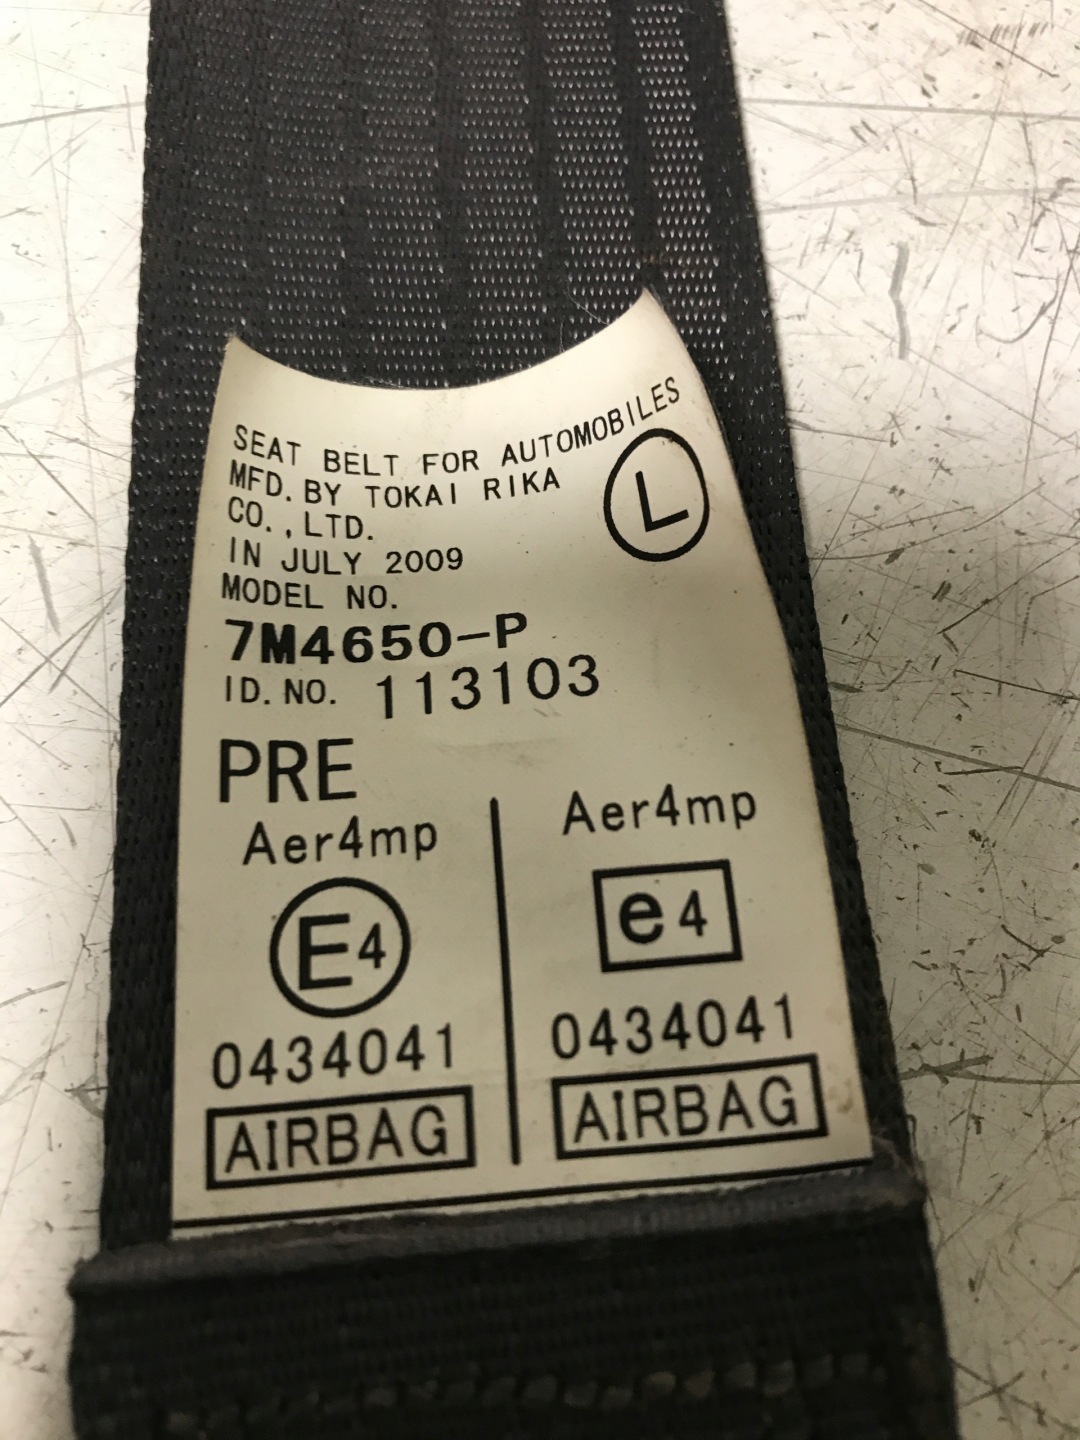 SEAT BELT FOR AUTOMOBILES
MFD. BY TOKAI RIKA
CO., LTD.
L
IN JULY 2009
MODEL NO.
7M4650-P
ID. NO. 113103
PRE
Aer4mp
E4
0434041
AIRBAG
Aer4mp
e4
0434041
AIRBAG